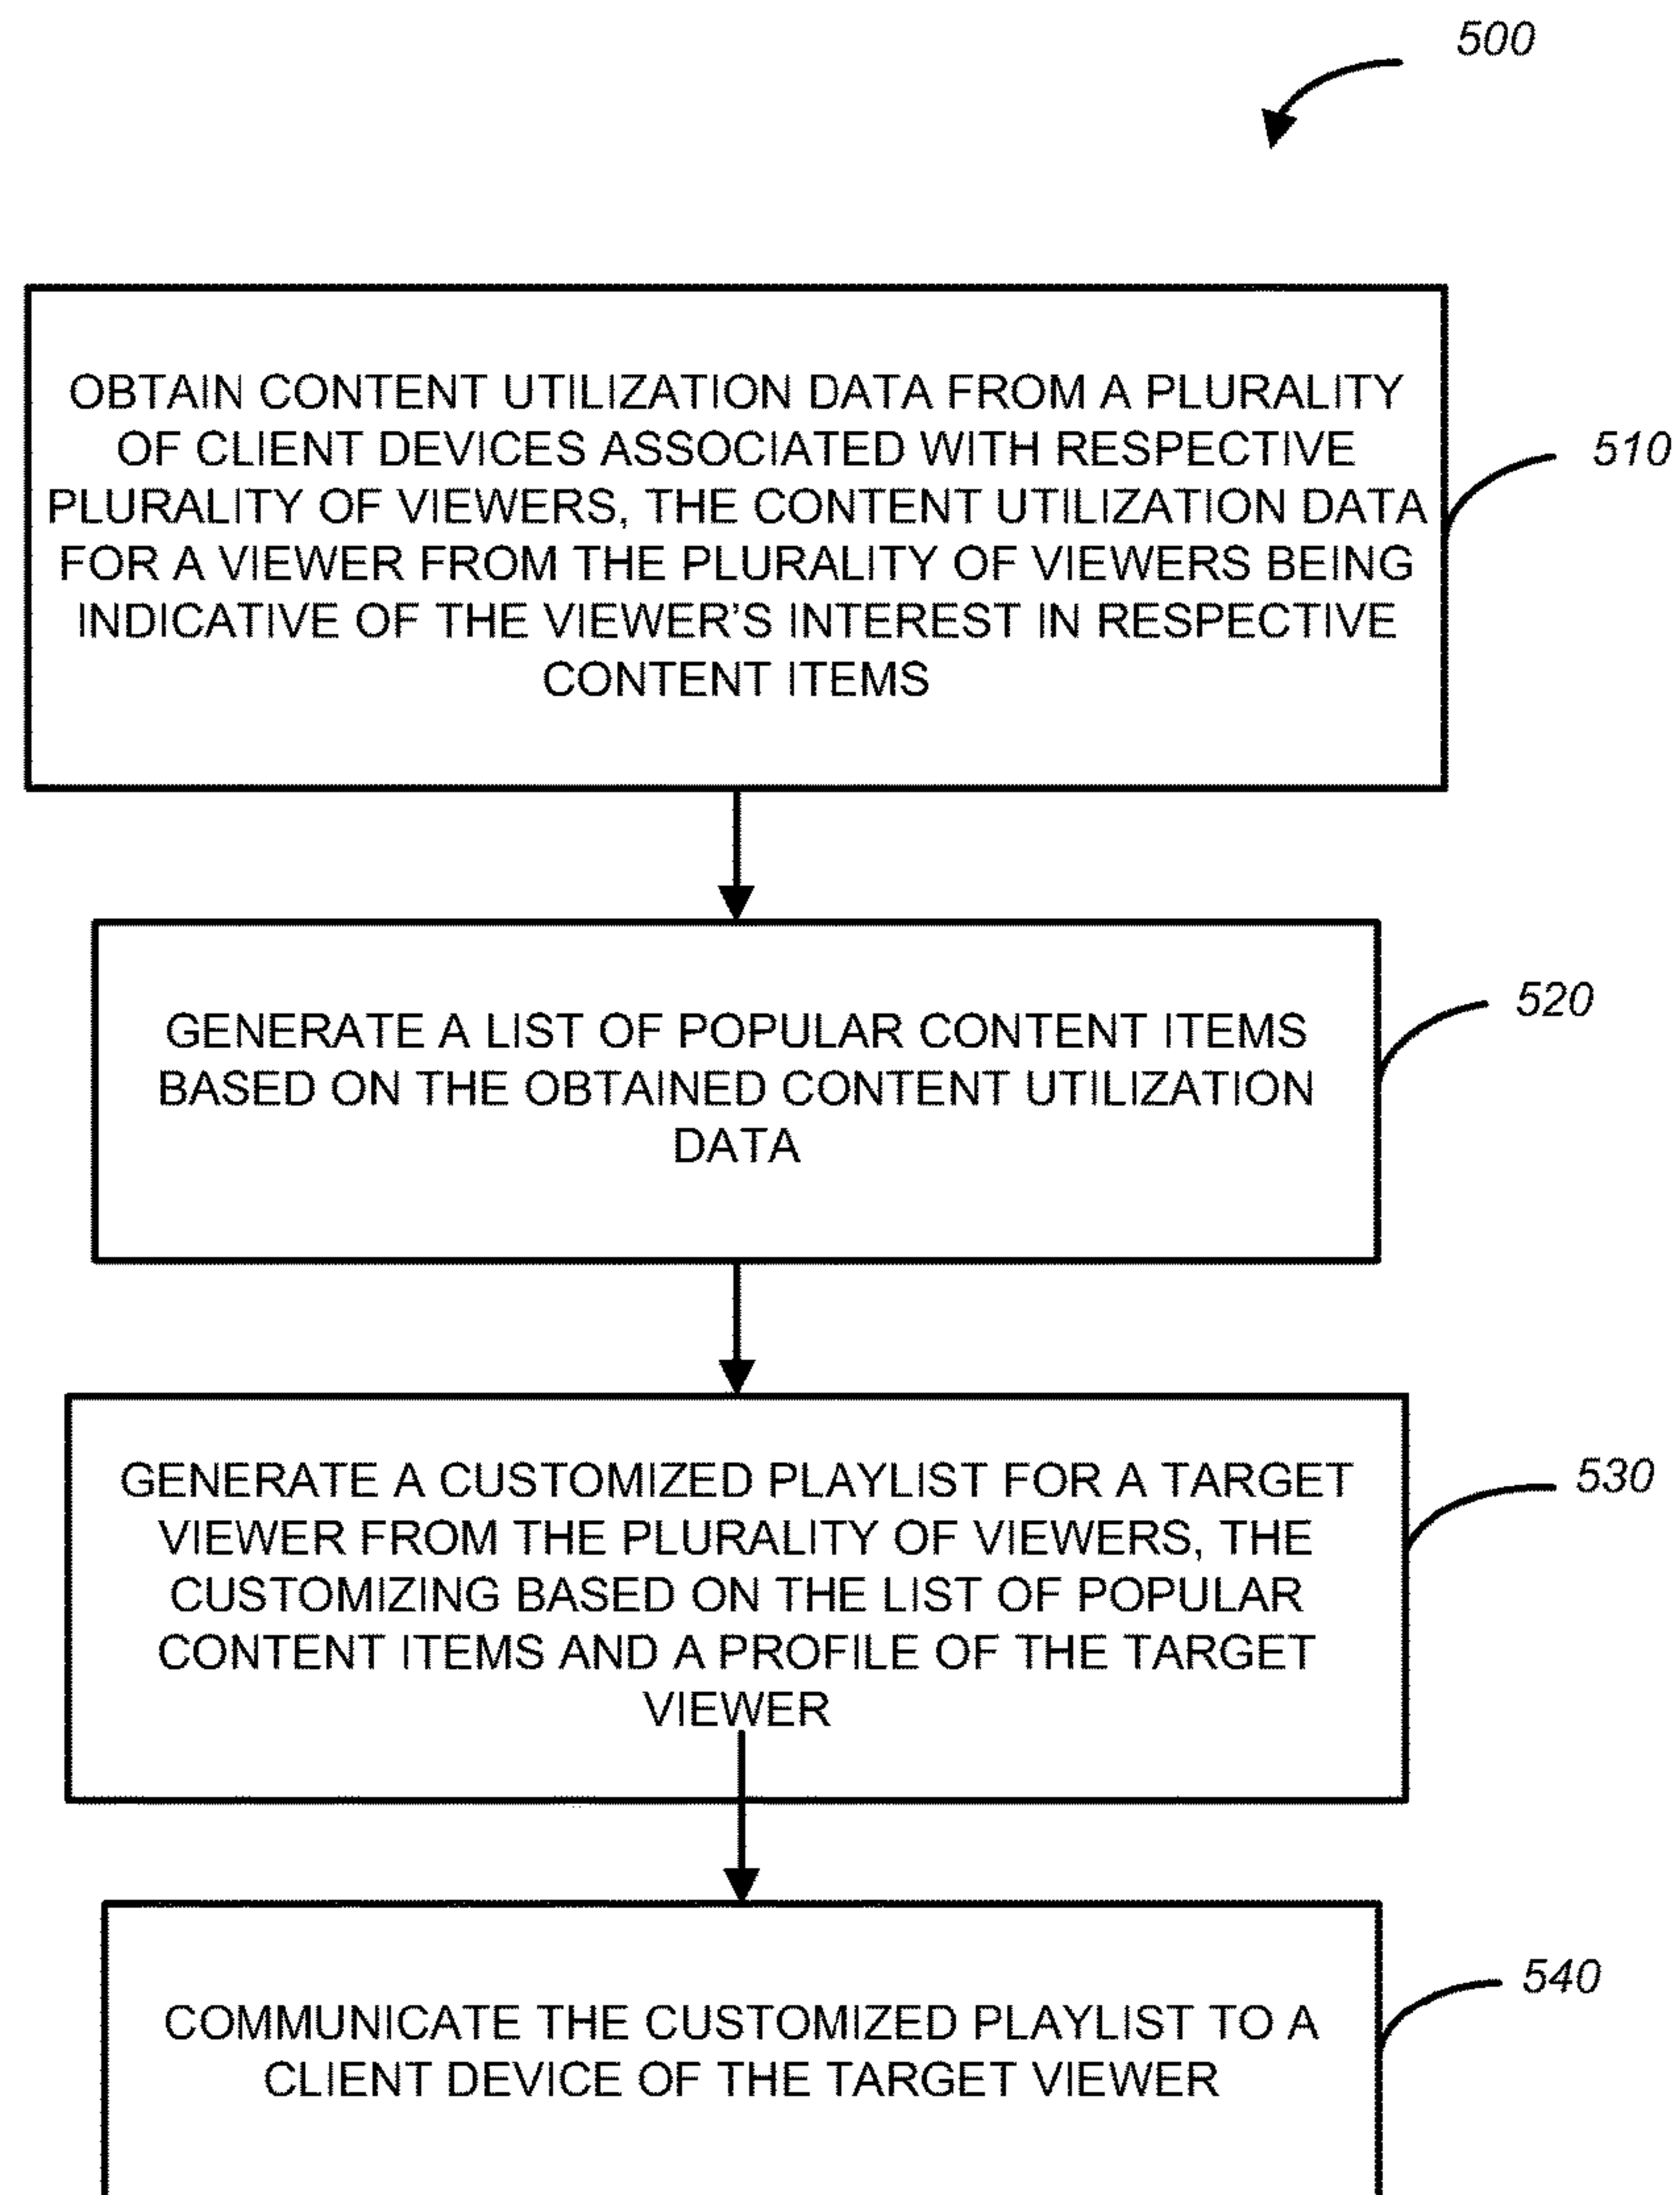 500
OBTAIN CONTENT UTILIZATION DATA FROM A PLURALITY
OF CLIENT DEVICES ASSOCIATED WITH RESPECTIVE
PLURALITY OF VIEWERS, THE CONTENT UTILIZATION DATA
FOR A VIEWER FROM THE PLURALITY OF VIEWERS BEING
INDICATIVE OF THE VIEWER'S INTEREST IN RESPECTIVE
CONTENT ITEMS
510
GENERATE A LIST OF POPULAR CONTENT ITEMS
BASED ON THE OBTAINED CONTENT UTILIZATION
DATA
520
GENERATE A CUSTOMIZED PLAYLIST FOR A TARGET
VIEWER FROM THE PLURALITY OF VIEWERS, THE
CUSTOMIZING BASED ON THE LIST OF POPULAR
CONTENT ITEMS AND A PROFILE OF THE TARGET
VIEWER
530
COMMUNICATE THE CUSTOMIZED PLAYLIST TO A
CLIENT DEVICE OF THE TARGET VIEWER
540